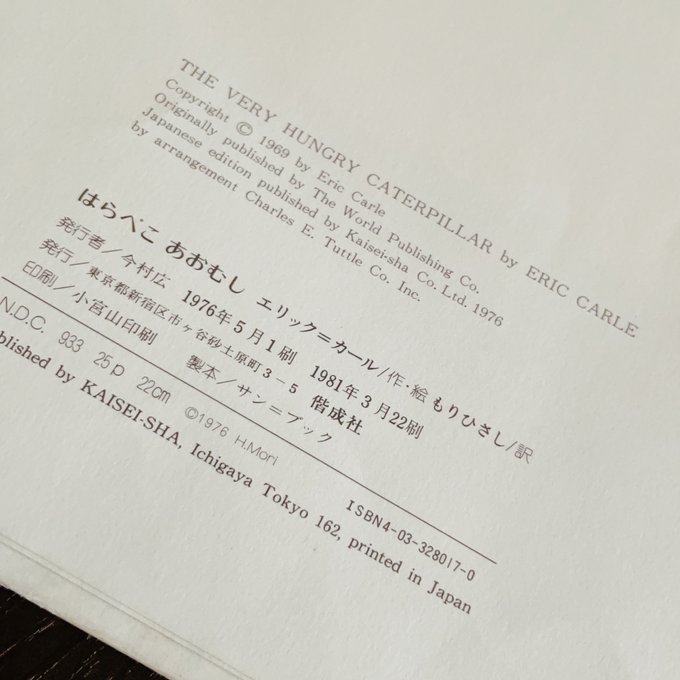 THE VERY HUNGRY CATERPILLAR by ERIC CARLE
Copyright © 1969 by Eric Carle
Originally published by The World Publishing Co.
Japanese edition published by Kaisei-sha Co. Ltd. 1976
by arrangement Charles E. Tuttle Co. Inc.
はらぺこ あおむし エリック=カール/作・絵 もりひさし/訳
発行者/今村広 1976年5月1刷 1981年3月22刷
発行/東京都新宿区市ヶ谷砂土原町3-5 偕成社
印刷/小宮山印刷 製本/サン=ブック
N.D.C. 933 25p 22cm ©1976 H.Mori ISBN4-03-328017-0
blished by KAISEI-SHA, Ichigaya Tokyo 162, printed in Japan